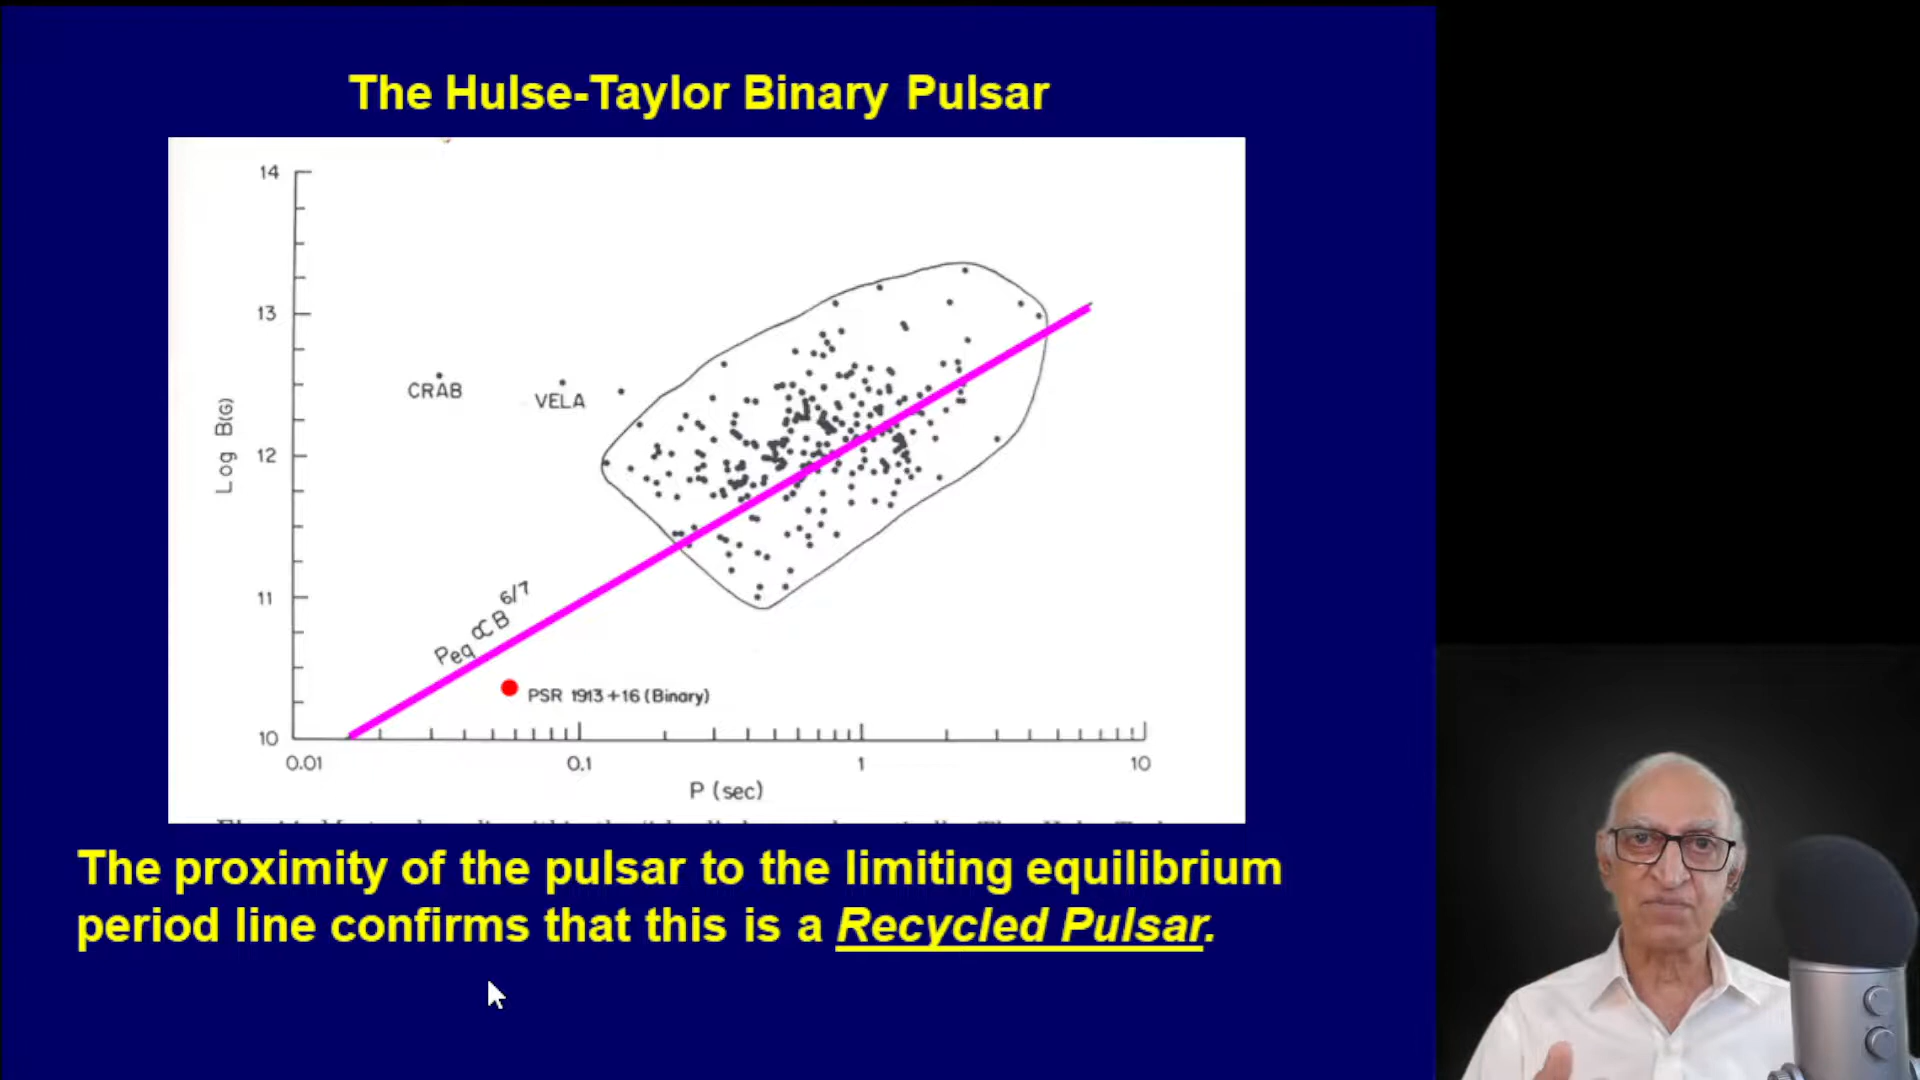 The Hulse-Taylor Binary Pulsar
14
13
CRAB
VELA
Log B(G)
12
11
Peq ∝ B 6/7
PSR 1913+16 (Binary)
10
0.01
0.1
1
10
P (sec)
The proximity of the pulsar to the limiting equilibrium
period line confirms that this is a Recycled Pulsar.